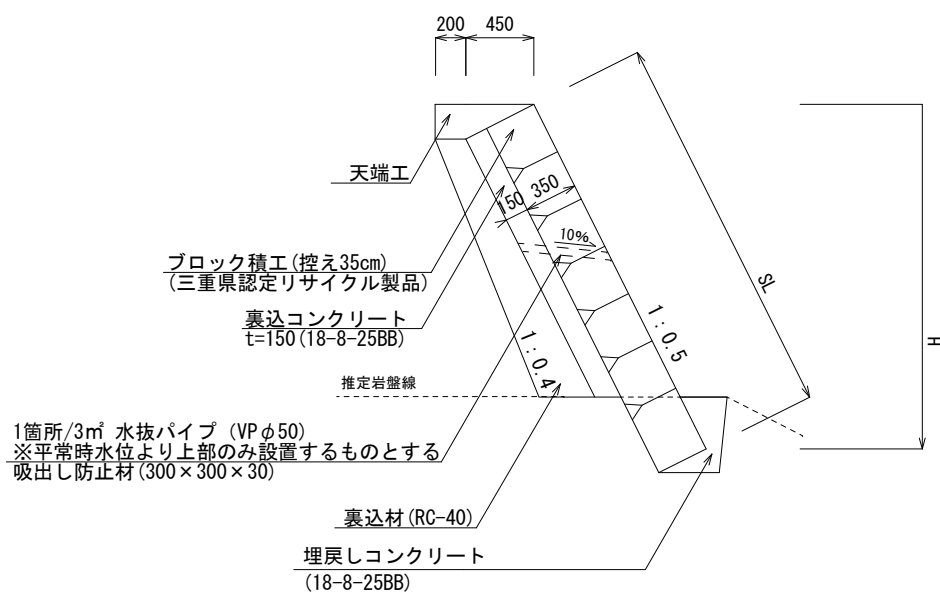 200 450
天端工
150 350
10%
ブロック積工(控え35cm)
(三重県認定リサイクル製品)
SL
裏込コンクリート
t=150(18-8-25BB)
1：0.4
1：0.5
H
推定岩盤線
1箇所/3㎡ 水抜パイプ (VPφ50)
※平常時水位より上部のみ設置するものとする
吸出し防止材(300×300×30)
裏込材(RC-40)
埋戻しコンクリート
(18-8-25BB)